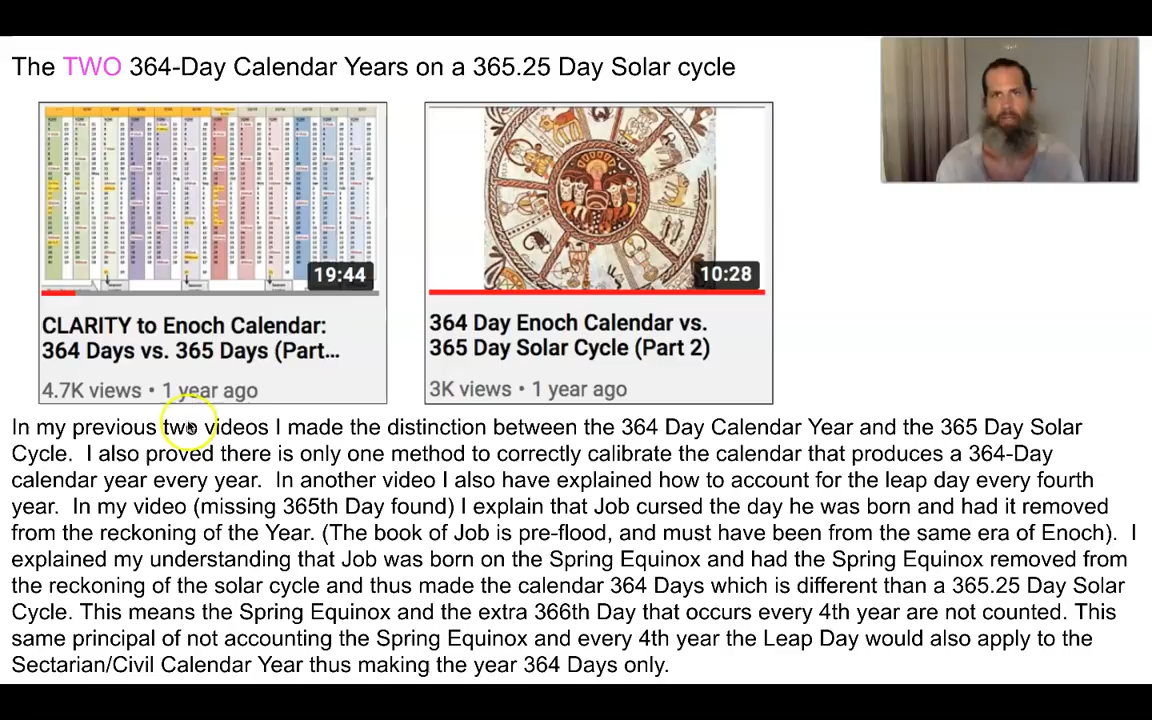 The TWO 364-Day Calendar Years on a 365.25 Day Solar cycle
19:44
10:28
CLARITY to Enoch Calendar:
364 Days vs. 365 Days (Part...
4.7K views • 1 year ago
364 Day Enoch Calendar vs.
365 Day Solar Cycle (Part 2)
3K views • 1 year ago
In my previous two videos I made the distinction between the 364 Day Calendar Year and the 365 Day Solar
Cycle.  I also proved there is only one method to correctly calibrate the calendar that produces a 364-Day
calendar year every year.  In another video I also have explained how to account for the leap day every fourth
year.  In my video (missing 365th Day found) I explain that Job cursed the day he was born and had it removed
from the reckoning of the Year. (The book of Job is pre-flood, and must have been from the same era of Enoch).  I
explained my understanding that Job was born on the Spring Equinox and had the Spring Equinox removed from
the reckoning of the solar cycle and thus made the calendar 364 Days which is different than a 365.25 Day Solar
Cycle. This means the Spring Equinox and the extra 366th Day that occurs every 4th year are not counted. This
same principal of not accounting the Spring Equinox and every 4th year the Leap Day would also apply to the
Sectarian/Civil Calendar Year thus making the year 364 Days only.